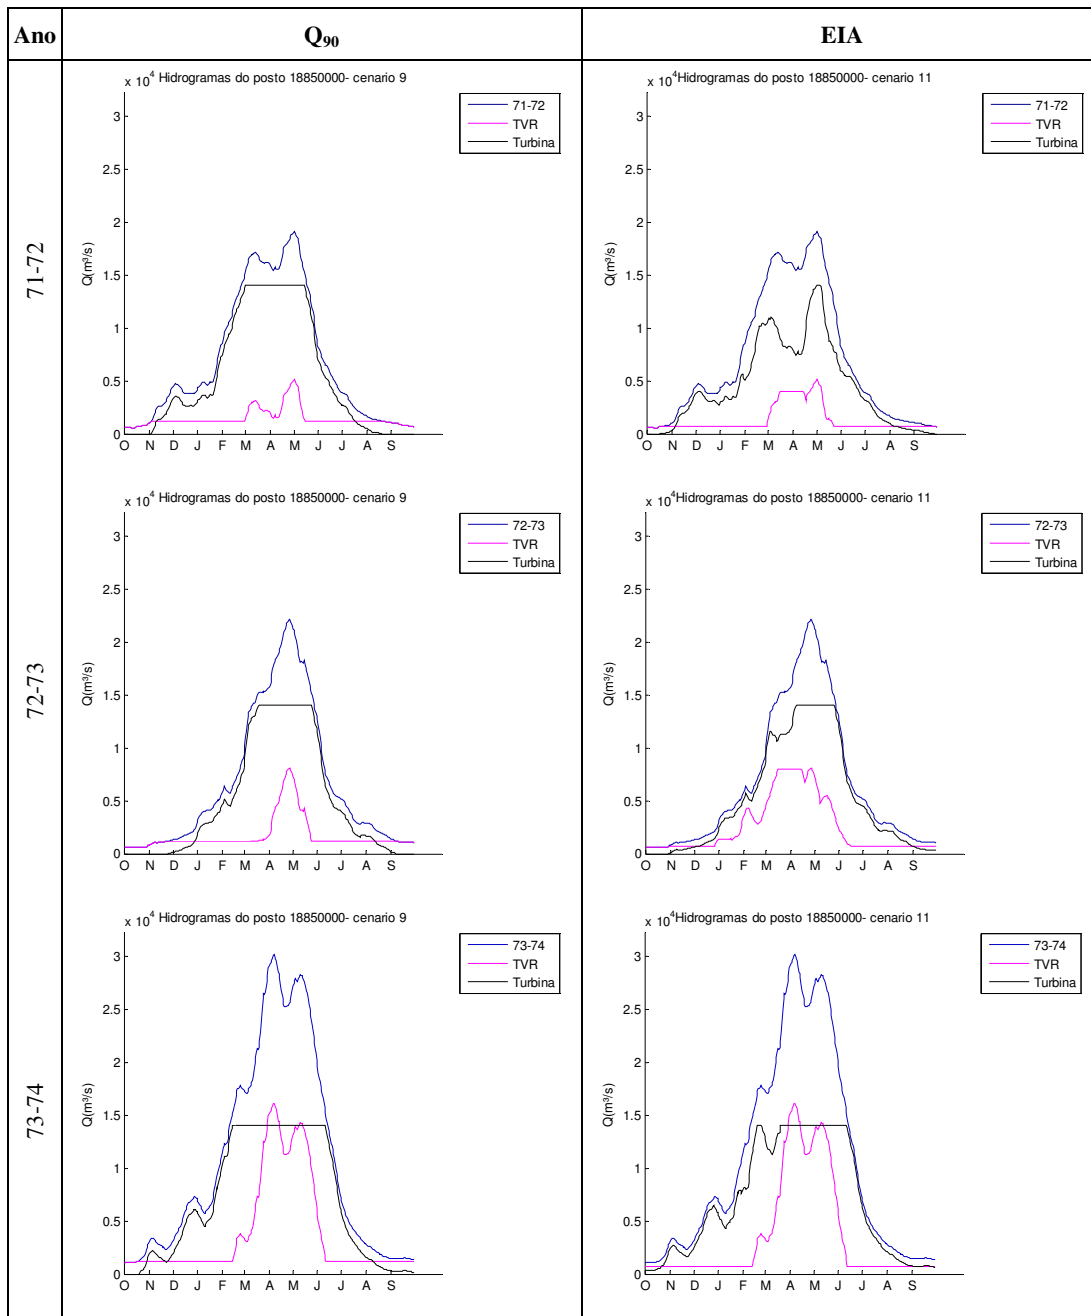 Ano Q₉₀ EIA
71-72
x 10⁴ Hidrogramas do posto 18850000- cenario 9
71-72
TVR
Turbina
Q(m³/s)
3
2.5
2
1.5
1
0.5
0
O N D J F M A M J J A S
x 10⁴Hidrogramas do posto 18850000- cenario 11
71-72
TVR
Turbina
Q(m³/s)
3
2.5
2
1.5
1
0.5
0
O N D J F M A M J J A S
72-73
x 10⁴ Hidrogramas do posto 18850000- cenario 9
72-73
TVR
Turbina
Q(m³/s)
3
2.5
2
1.5
1
0.5
0
O N D J F M A M J J A S
x 10⁴Hidrogramas do posto 18850000- cenario 11
72-73
TVR
Turbina
Q(m³/s)
3
2.5
2
1.5
1
0.5
0
O N D J F M A M J J A S
73-74
x 10⁴ Hidrogramas do posto 18850000- cenario 9
73-74
TVR
Turbina
Q(m³/s)
3
2.5
2
1.5
1
0.5
0
O N D J F M A M J J A S
x 10⁴Hidrogramas do posto 18850000- cenario 11
73-74
TVR
Turbina
Q(m³/s)
3
2.5
2
1.5
1
0.5
0
O N D J F M A M J J A S